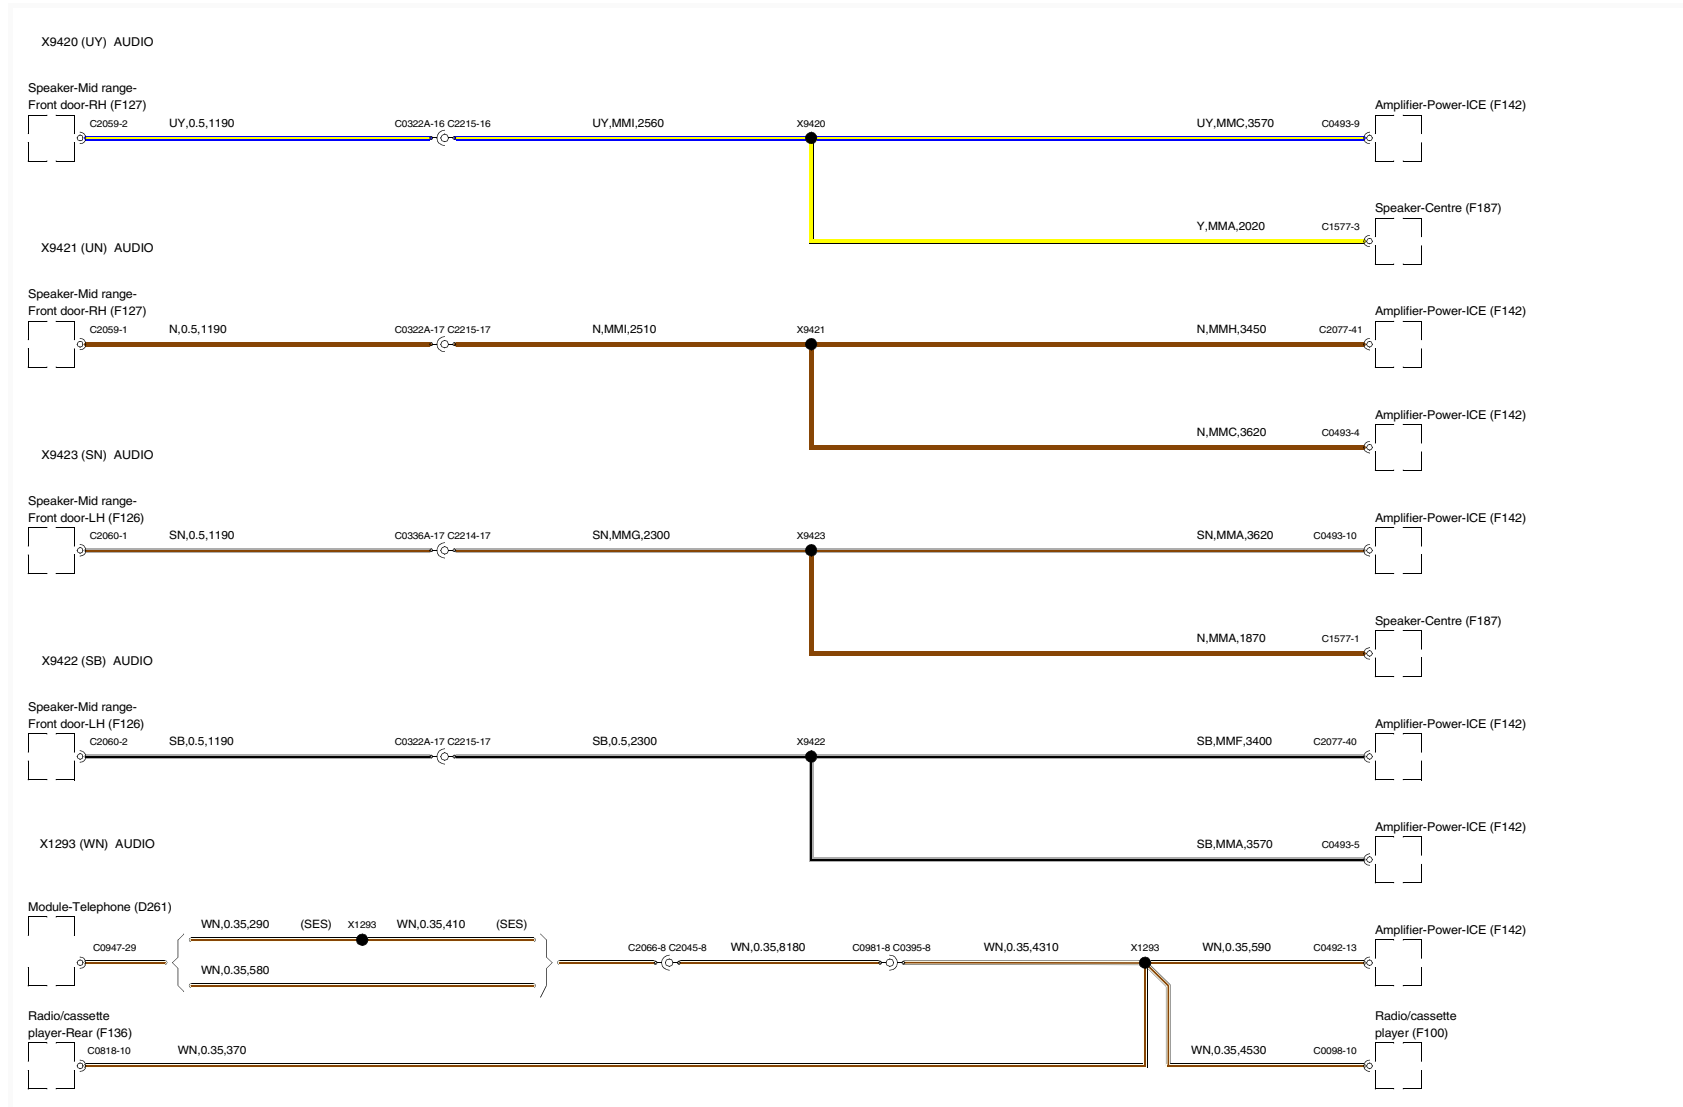 X9420 (UY)  AUDIO
Speaker-Mid range-
Front door-RH (F127)
Amplifier-Power-ICE (F142)
C2059-2 UY,0.5,1190 C0322A-16 C2215-16 UY,MMI,2560 X9420 UY,MMC,3570 C0493-9
Speaker-Centre (F187)
Y,MMA,2020 C1577-3
X9421 (UN)  AUDIO
Speaker-Mid range-
Front door-RH (F127)
Amplifier-Power-ICE (F142)
C2059-1 N,0.5,1190 C0322A-17 C2215-17 N,MMI,2510 X9421 N,MMH,3450 C2077-41
Amplifier-Power-ICE (F142)
N,MMC,3620 C0493-4
X9423 (SN)  AUDIO
Speaker-Mid range-
Front door-LH (F126)
Amplifier-Power-ICE (F142)
C2060-1 SN,0.5,1190 C0336A-17 C2214-17 SN,MMG,2300 X9423 SN,MMA,3620 C0493-10
Speaker-Centre (F187)
N,MMA,1870 C1577-1
X9422 (SB)  AUDIO
Speaker-Mid range-
Front door-LH (F126)
Amplifier-Power-ICE (F142)
C2060-2 SB,0.5,1190 C0322A-17 C2215-17 SB,0.5,2300 X9422 SB,MMF,3400 C2077-40
Amplifier-Power-ICE (F142)
SB,MMA,3570 C0493-5
X1293 (WN)  AUDIO
Module-Telephone (D261)
WN,0.35,290 (SES) X1293 WN,0.35,410 (SES)
Amplifier-Power-ICE (F142)
C0947-29 C2066-8 C2045-8 WN,0.35,8180 C0981-8 C0395-8 WN,0.35,4310 X1293 WN,0.35,590 C0492-13
WN,0.35,580
Radio/cassette
player-Rear (F136)
Radio/cassette
player (F100)
C0818-10 WN,0.35,370 WN,0.35,4530 C0098-10